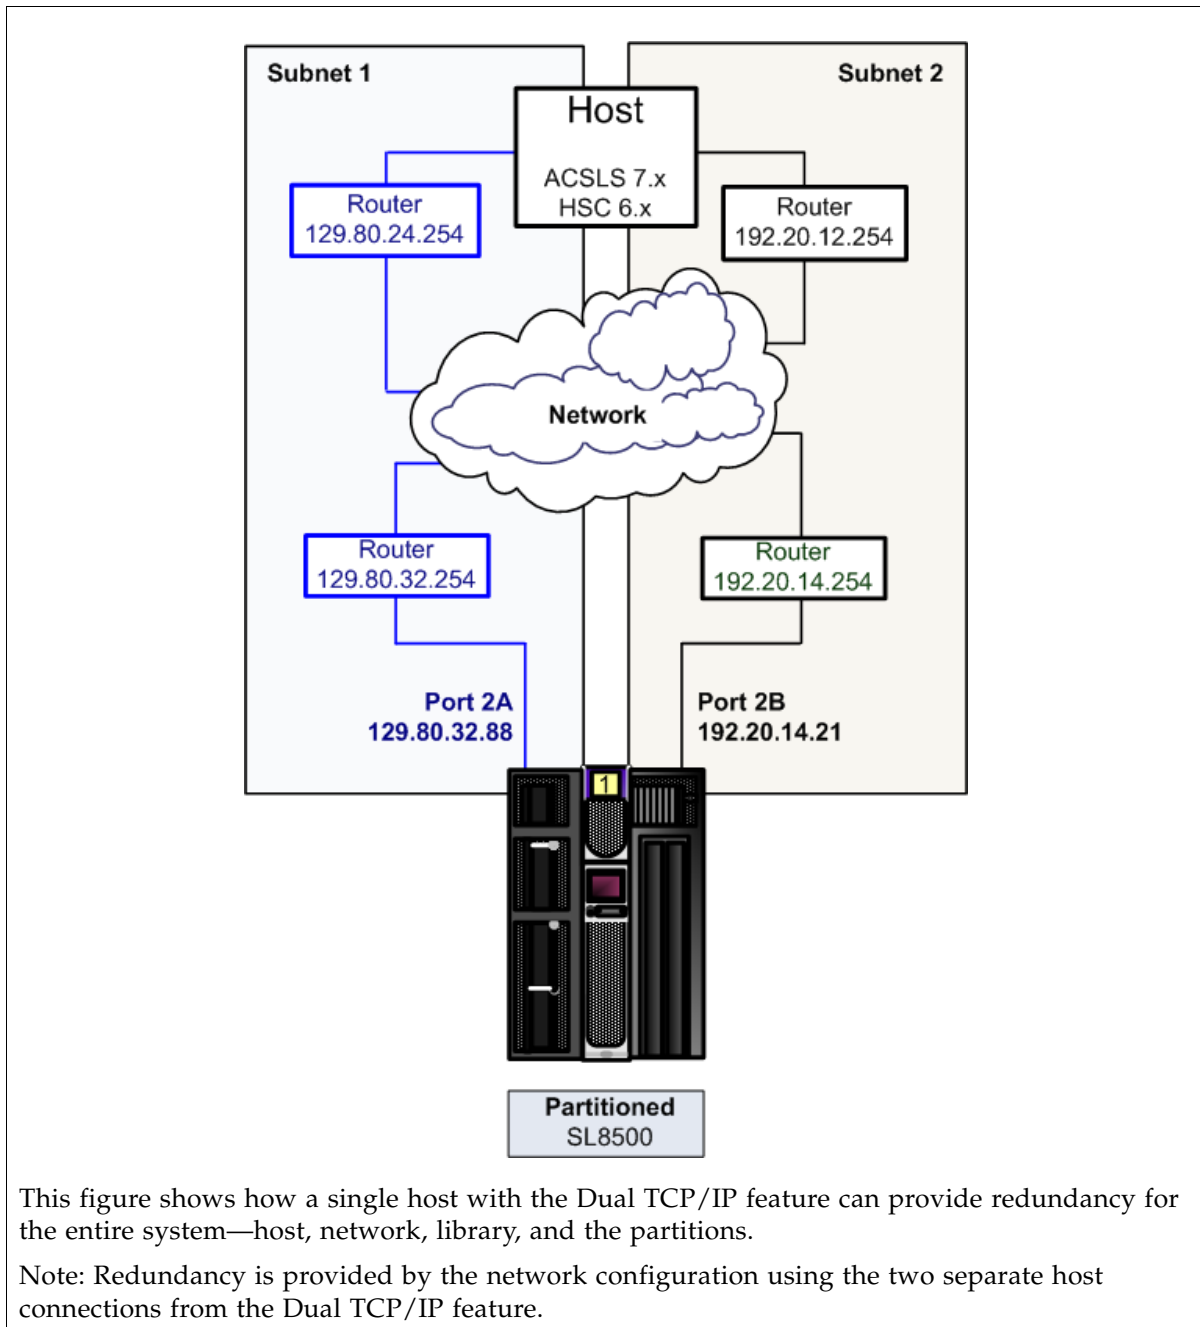 Subnet 1
Subnet 2
Host
ACSLS 7.x
HSC 6.x
Router
129.80.24.254
Router
192.20.12.254
Network
Router
129.80.32.254
Router
192.20.14.254
Port 2A
129.80.32.88
Port 2B
192.20.14.21
1
Partitioned
SL8500
This figure shows how a single host with the Dual TCP/IP feature can provide redundancy for
the entire system—host, network, library, and the partitions.
Note: Redundancy is provided by the network configuration using the two separate host
connections from the Dual TCP/IP feature.